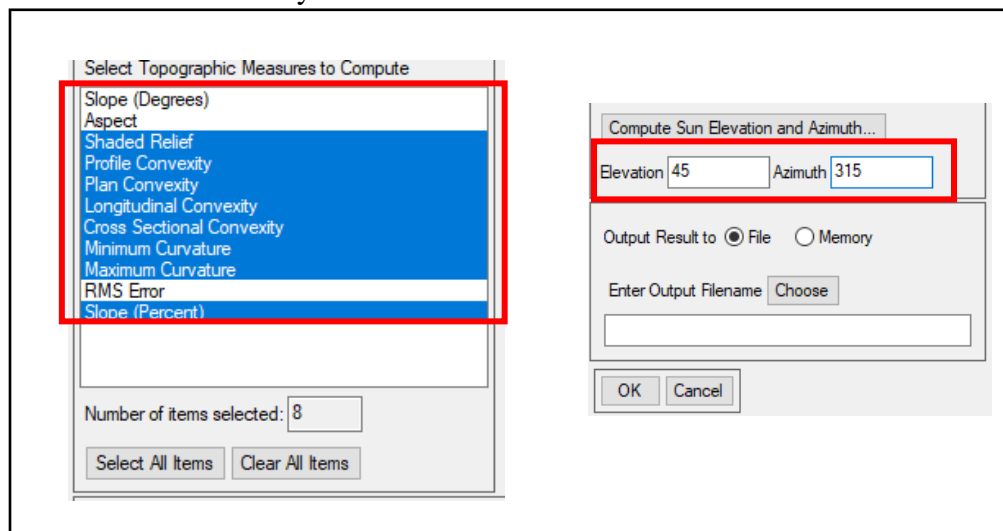 Select Topographic Measures to Compute
Slope (Degrees)
Aspect
Shaded Relief
Profile Convexity
Plan Convexity
Longitudinal Convexity
Cross Sectional Convexity
Minimum Curvature
Maximum Curvature
RMS Error
Slope (Percent)
Number of items selected: 8
Select All Items Clear All Items
Compute Sun Elevation and Azimuth...
Elevation 45 Azimuth 315
Output Result to File Memory
Enter Output Filename Choose
OK Cancel